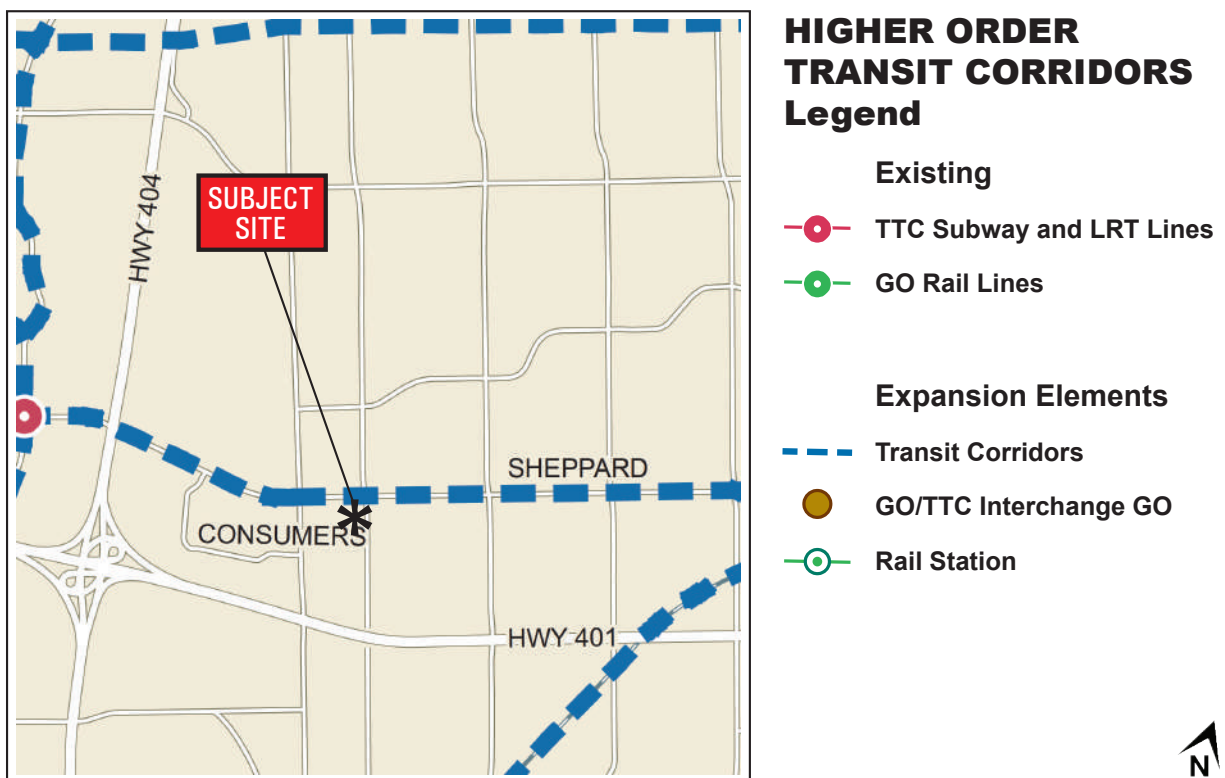 HIGHER ORDER
TRANSIT CORRIDORS
Legend
Existing
TTC Subway and LRT Lines
GO Rail Lines
Expansion Elements
Transit Corridors
GO/TTC Interchange GO
Rail Station
N
SUBJECT
SITE
HWY 404
SHEPPARD
CONSUMERS
HWY 401